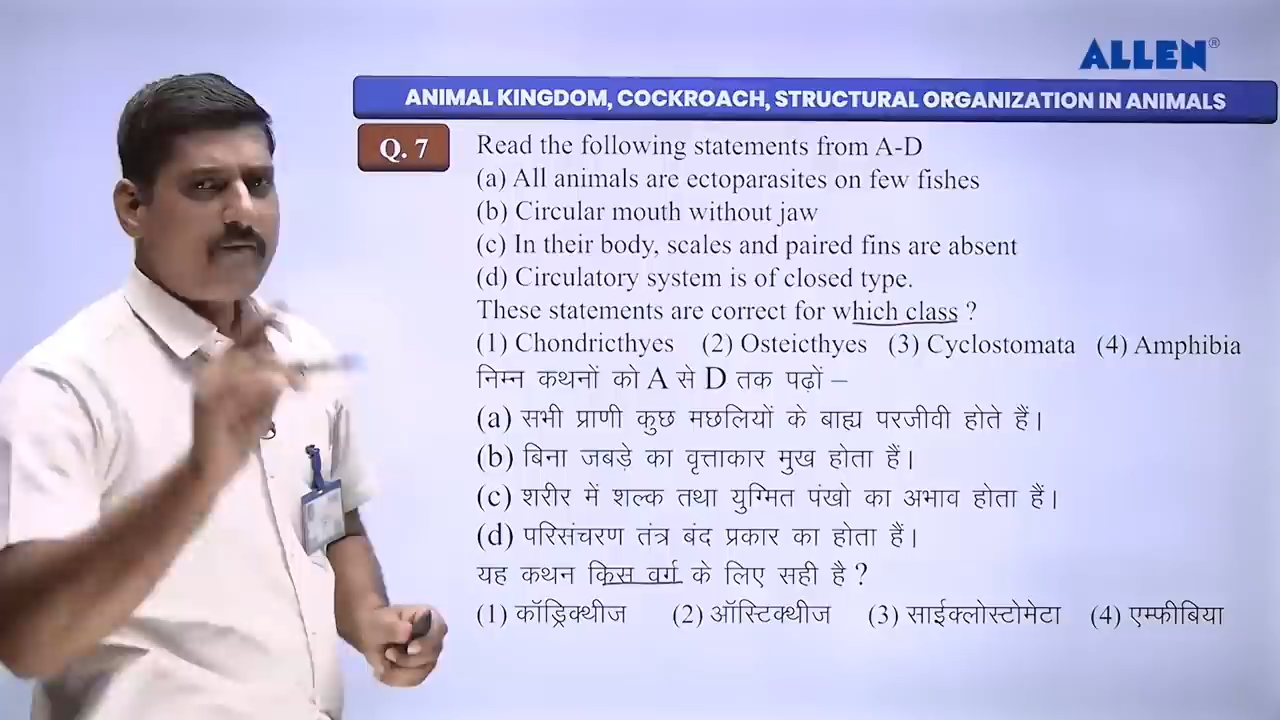 ALLEN®
ANIMAL KINGDOM, COCKROACH, STRUCTURAL ORGANIZATION IN ANIMALS
Q. 7
Read the following statements from A-D
(a) All animals are ectoparasites on few fishes
(b) Circular mouth without jaw
(c) In their body, scales and paired fins are absent
(d) Circulatory system is of closed type.
These statements are correct for which class ?
(1) Chondricthyes (2) Osteicthyes (3) Cyclostomata (4) Amphibia
निम्न कथनों को A से D तक पढ़ों –
(a) सभी प्राणी कुछ मछलियों के बाह्य परजीवी होते हैं।
(b) बिना जबड़े का वृत्ताकार मुख होता हैं।
(c) शरीर में शल्क तथा युग्मित पंखो का अभाव होता हैं।
(d) परिसंचरण तंत्र बंद प्रकार का होता हैं।
यह कथन किस वर्ग के लिए सही है ?
(1) कॉड्रिक्थीज (2) ऑस्टिक्थीज (3) साईक्लोस्टोमेटा (4) एम्फीबिया